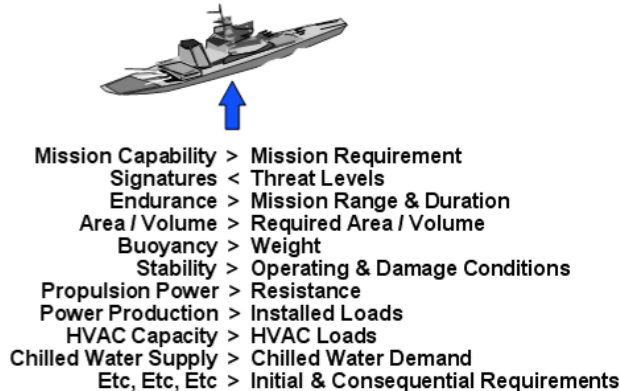 Mission Capability > Mission Requirement
Signatures < Threat Levels
Endurance > Mission Range & Duration
Area / Volume > Required Area / Volume
Buoyancy > Weight
Stability > Operating & Damage Conditions
Propulsion Power > Resistance
Power Production > Installed Loads
HVAC Capacity > HVAC Loads
Chilled Water Supply > Chilled Water Demand
Etc, Etc, Etc > Initial & Consequential Requirements